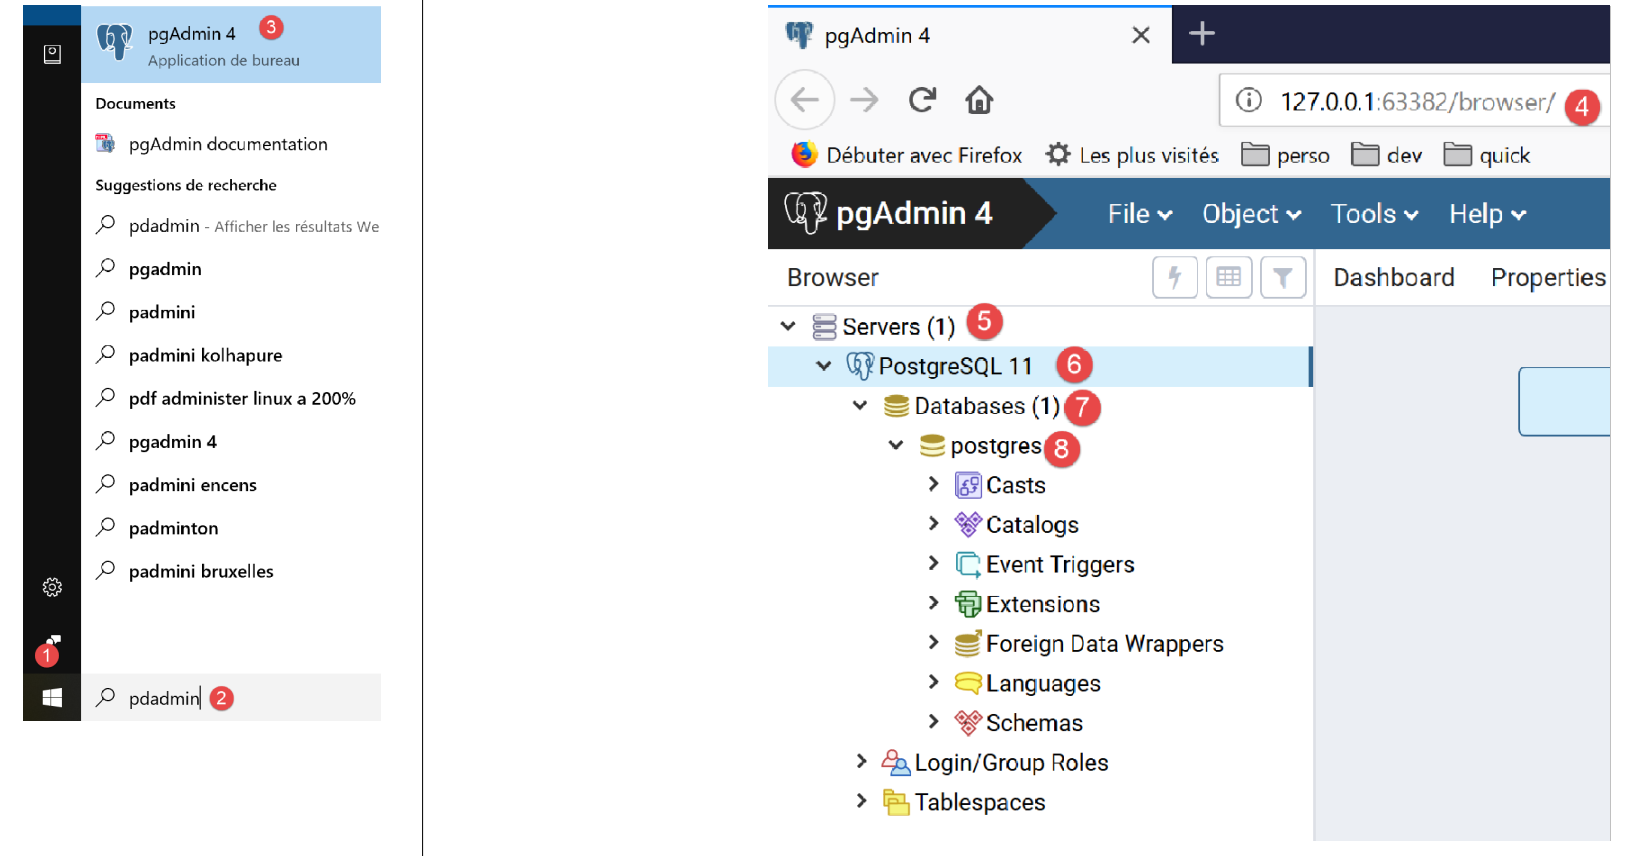 pgAdmin 4 3
Application de bureau
Documents
pgAdmin documentation
Suggestions de recherche
pdadmin - Afficher les résultats We
pgadmin
padmini
padmini kolhapure
pdf administer linux a 200%
pgadmin 4
padmini encens
padminton
padmini bruxelles
1
pdadmin 2
pgAdmin 4
127.0.0.1:63382/browser/ 4
Débuter avec Firefox Les plus visités perso dev quick
pgAdmin 4 File Object Tools Help
Browser Dashboard Properties
Servers (1) 5
PostgreSQL 11 6
Databases (1) 7
postgres 8
Casts
Catalogs
Event Triggers
Extensions
Foreign Data Wrappers
Languages
Schemas
Login/Group Roles
Tablespaces